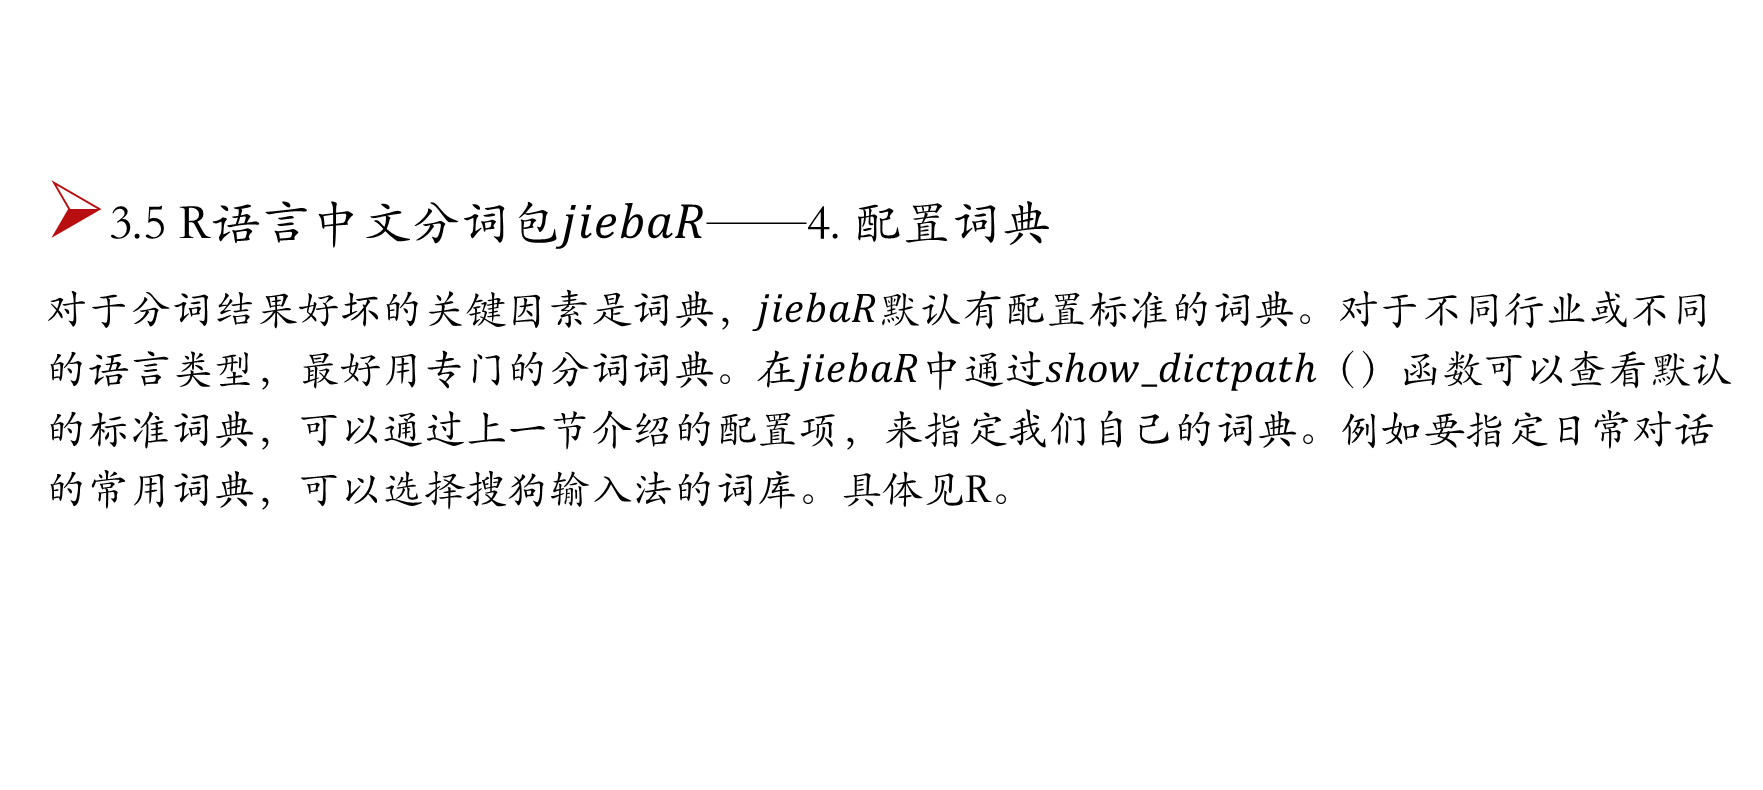 3.5 R语言中文分词包jiebaR——4. 配置词典
对于分词结果好坏的关键因素是词典，jiebaR默认有配置标准的词典。对于不同行业或不同
的语言类型，最好用专门的分词词典。在jiebaR中通过show_dictpath（）函数可以查看默认
的标准词典，可以通过上一节介绍的配置项，来指定我们自己的词典。例如要指定日常对话
的常用词典，可以选择搜狗输入法的词库。具体见R。